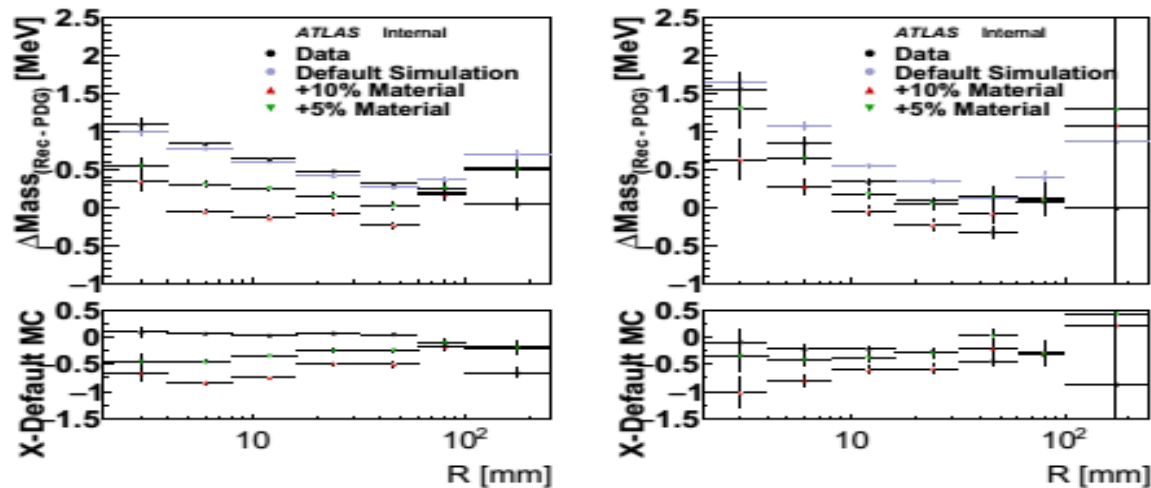 ΔMass(Rec - PDG) [MeV]
2.5
2
1.5
1
0.5
0
−0.5
−1
ATLAS Internal
Data
Default Simulation
+10% Material
+5% Material
X-Default MC
0.5
0
−0.5
−1
−1.5
10
10²
R [mm]
ΔMass(Rec - PDG) [MeV]
2.5
2
1.5
1
0.5
0
−0.5
−1
ATLAS Internal
Data
Default Simulation
+10% Material
+5% Material
X-Default MC
0.5
0
−0.5
−1
−1.5
10
10²
R [mm]